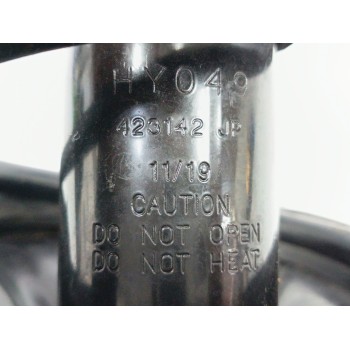 HY049
423142 JP
11/19
CAUTION
DO NOT OPEN
DO NOT HEAT